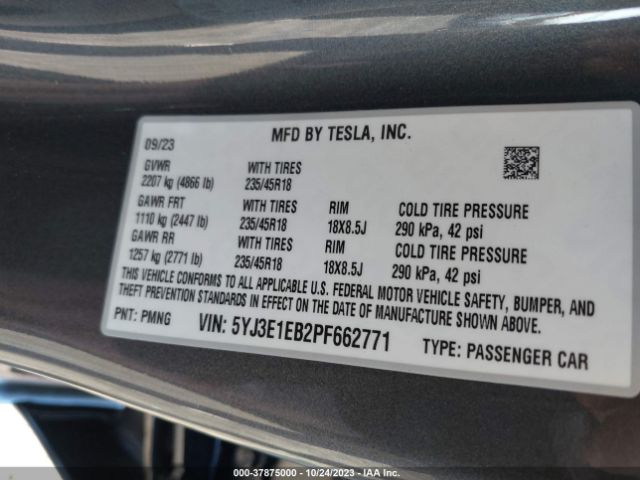 MFD BY TESLA, INC.
09/23
GVWR WITH TIRES
2207 kg (4866 lb) 235/45R18
GAWR FRT WITH TIRES RIM COLD TIRE PRESSURE
1110 kg (2447 lb) 235/45R18 18X8.5J 290 kPa, 42 psi
GAWR RR WITH TIRES RIM COLD TIRE PRESSURE
1257 kg (2771 lb) 235/45R18 18X8.5J 290 kPa, 42 psi
THIS VEHICLE CONFORMS TO ALL APPLICABLE U.S. FEDERAL MOTOR VEHICLE SAFETY, BUMPER, AND
THEFT PREVENTION STANDARDS IN EFFECT ON THE DATE OF MANUFACTURE SHOWN ABOVE.
PNT: PMNG VIN: 5YJ3E1EB2PF662771 TYPE: PASSENGER CAR
000-37875000 - 10/24/2023 - IAA Inc.